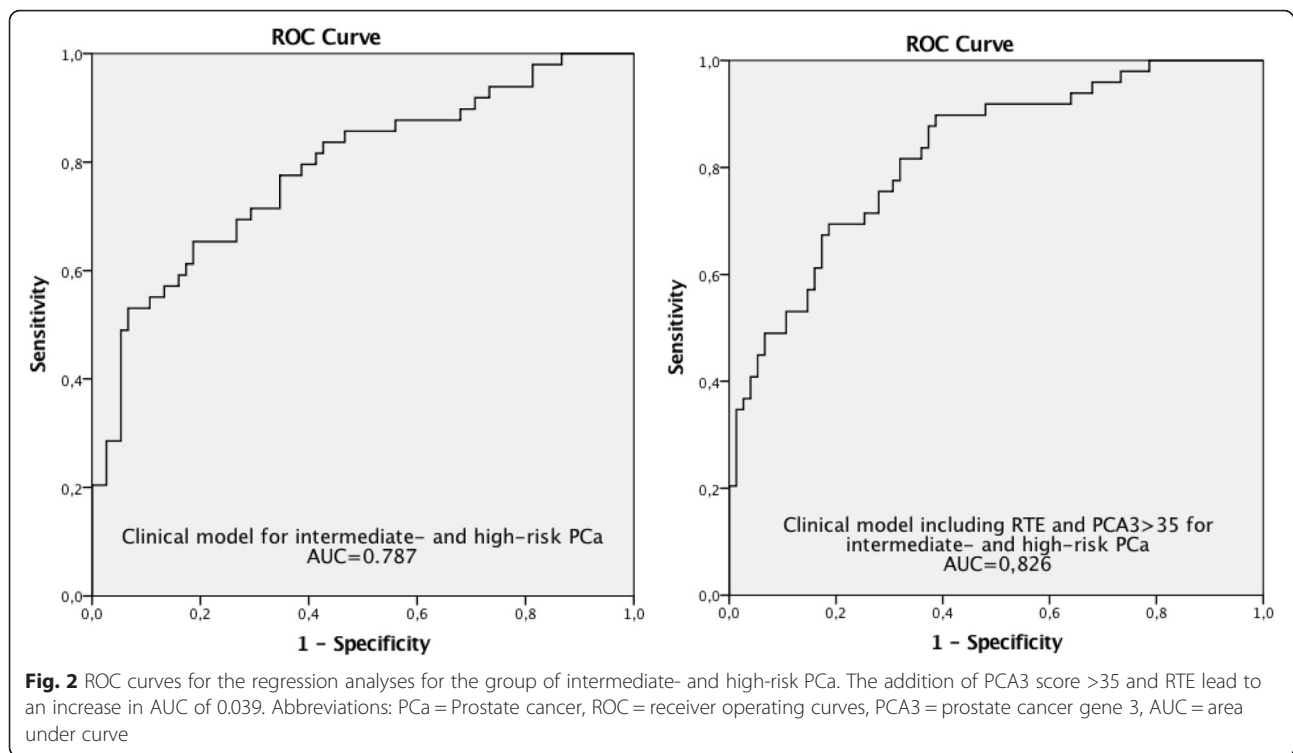 ROC Curve
1,0
0,8
0,6
0,4
0,2
0,0
Sensitivity
Clinical model for intermediate- and high-risk PCa
AUC=0.787
0,0 0,2 0,4 0,6 0,8 1,0
1 - Specificity
ROC Curve
1,0
0,8
0,6
0,4
0,2
0,0
Sensitivity
Clinical model including RTE and PCA3>35 for
intermediate- and high-risk PCa
AUC=0,826
0,0 0,2 0,4 0,6 0,8 1,0
1 - Specificity
Fig. 2 ROC curves for the regression analyses for the group of intermediate- and high-risk PCa. The addition of PCA3 score >35 and RTE lead to
an increase in AUC of 0.039. Abbreviations: PCa = Prostate cancer, ROC = receiver operating curves, PCA3 = prostate cancer gene 3, AUC = area
under curve